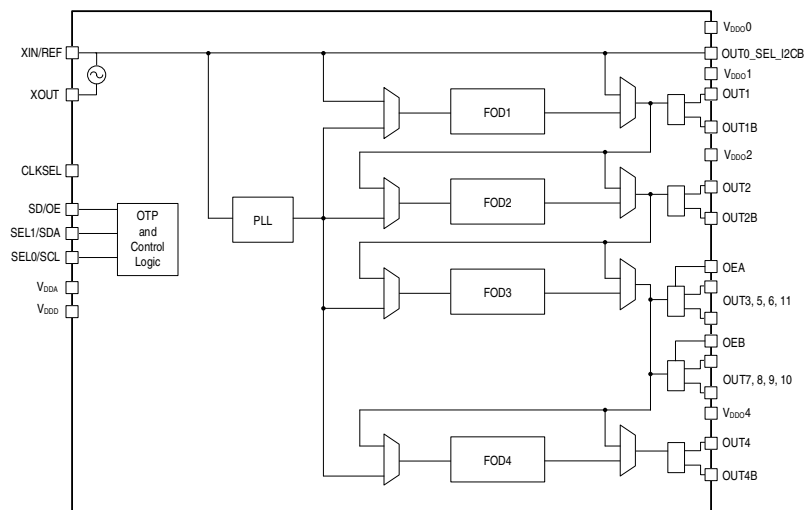 XIN/REF
XOUT
CLKSEL
SD/OE
SEL1/SDA
SEL0/SCL
VDDA
VDDD
OTP
and
Control
Logic
PLL
FOD1
FOD2
FOD3
FOD4
VDDO0
OUT0_SEL_I2CB
VDDO1
OUT1
OUT1B
VDDO2
OUT2
OUT2B
OEA
OUT3, 5, 6, 11
OEB
OUT7, 8, 9, 10
VDDO4
OUT4
OUT4B